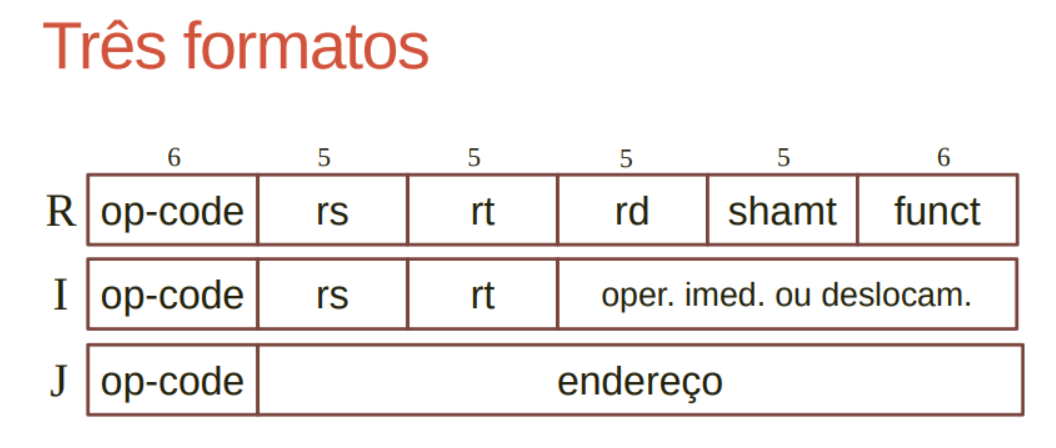 Três formatos
6 5 5 5 5 6
R op-code rs rt rd shamt funct
I op-code rs rt oper. imed. ou deslocam.
J op-code endereço